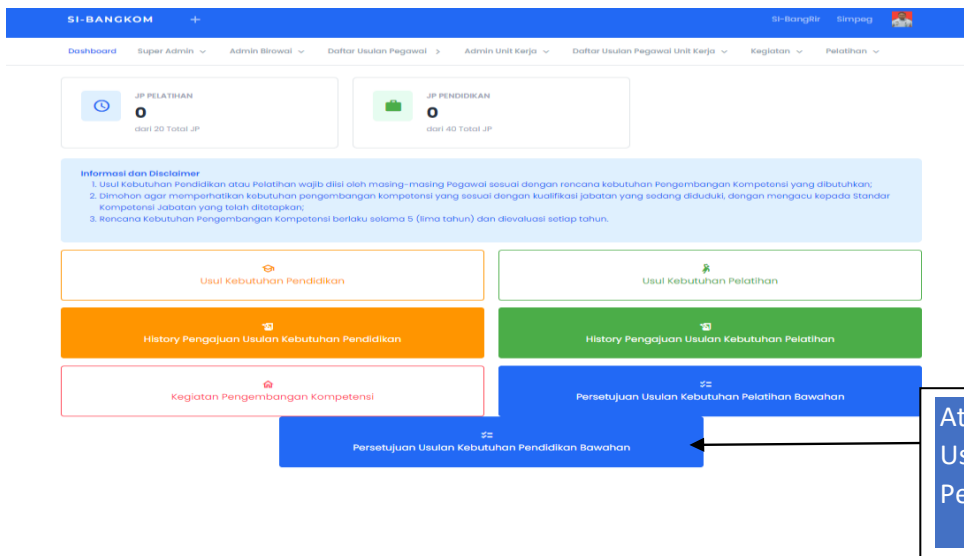 SI-BANGKOM +
SI-BangRir Simpeg
Dashboard Super Admin Admin Birowai Daftar Usulan Pegawai > Admin Unit Kerja Daftar Usulan Pegawai Unit Kerja Kegiatan Pelatihan
JP PELATIHAN
0
dari 20 Total JP
JP PENDIDIKAN
0
dari 40 Total JP
Informasi dan Disclaimer
1. Usul Kebutuhan Pendidikan atau Pelatihan wajib diisi oleh masing-masing Pegawai sesuai dengan rencana kebutuhan Pengembangan Kompetensi yang dibutuhkan;
2. Dimohon agar memperhatikan kebutuhan pengembangan kompetensi yang sesuai dengan kualifikasi jabatan yang sedang diduduki, dengan mengacu kepada Standar
Kompetensi Jabatan yang telah ditetapkan;
3. Rencana Kebutuhan Pengembangan Kompetensi berlaku selama 5 (lima tahun) dan dievaluasi setiap tahun.
Usul Kebutuhan Pendidikan
Usul Kebutuhan Pelatihan
History Pengajuan Usulan Kebutuhan Pendidikan
History Pengajuan Usulan Kebutuhan Pelatihan
Kegiatan Pengembangan Kompetensi
Persetujuan Usulan Kebutuhan Pelatihan Bawahan
Persetujuan Usulan Kebutuhan Pendidikan Bawahan
At
Us
Pe